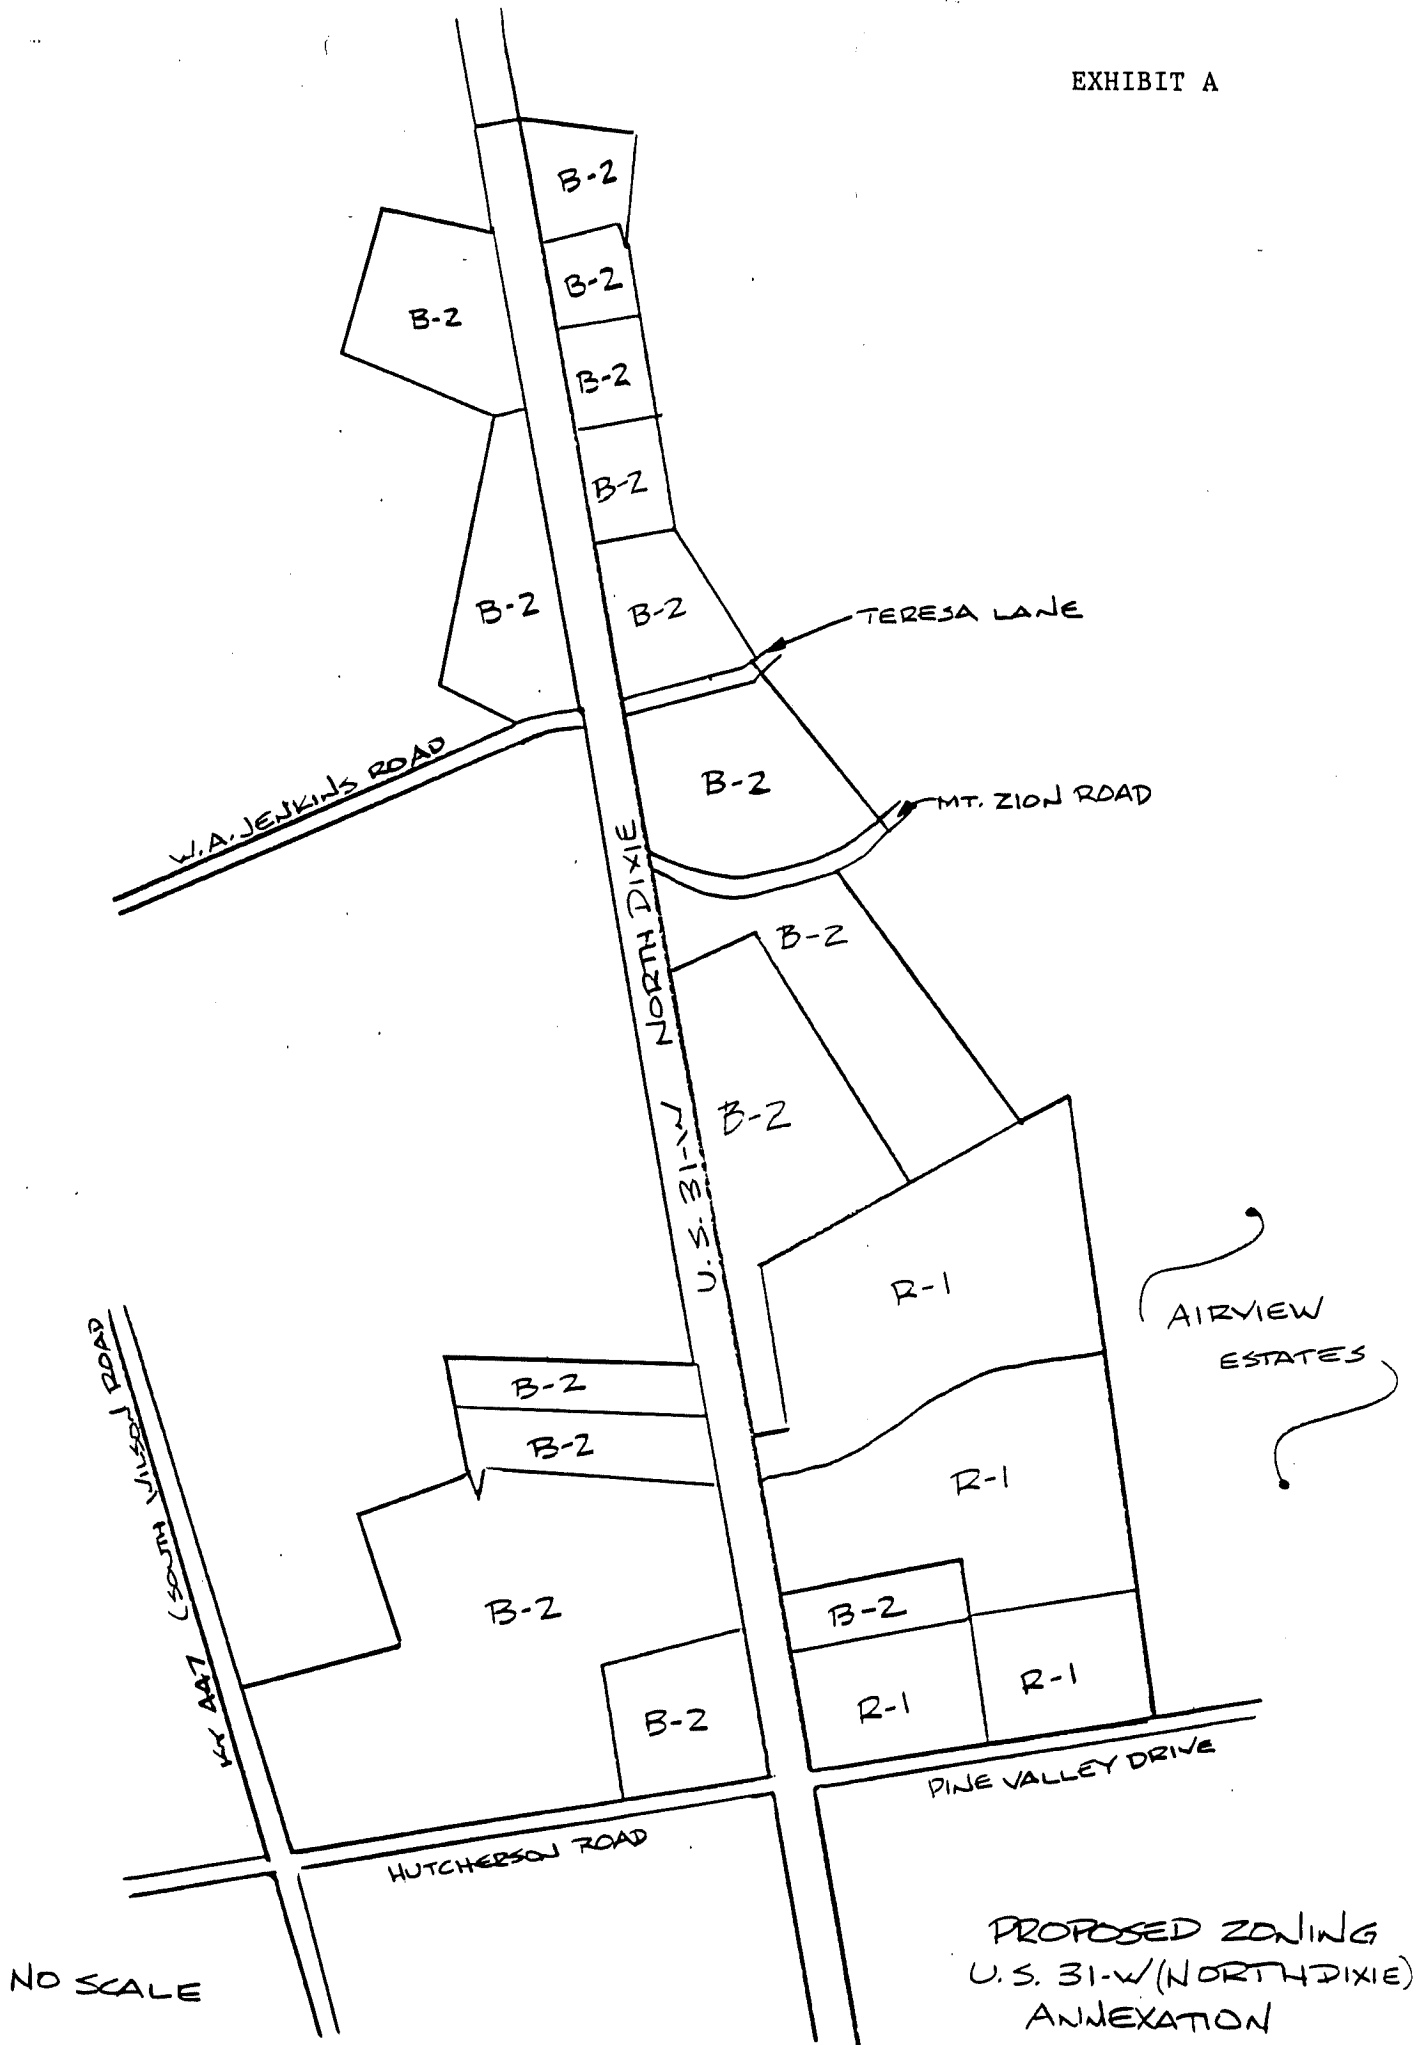 EXHIBIT A
B-2
B-2
B-2
B-2
B-2
B-2
B-2
TERESA LANE
W.A. JENKINS ROAD
B-2
MT. ZION ROAD
NORTH DIXIE
B-2
B-2
U.S. 31-W
R-1
AIRVIEW
ESTATES
B-2
B-2
R-1
KY 447 (SOUTH WILSON ROAD
B-2
B-2
B-2
R-1
R-1
PINE VALLEY DRIVE
HUTCHERSON ROAD
NO SCALE
PROPOSED ZONING
U.S. 31-W (NORTH DIXIE)
ANNEXATION